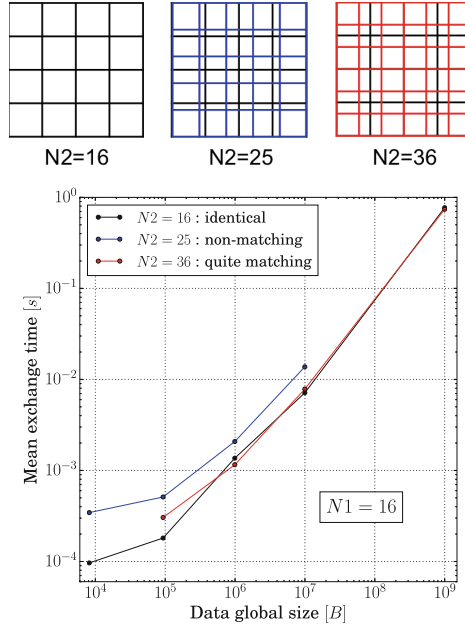 N2=16 N2=25 N2=36
10^0
N2 = 16 : identical
N2 = 25 : non-matching
N2 = 36 : quite matching
10^{-1}
10^{-2}
10^{-3}
10^{-4}
Mean exchange time [s]
N1 = 16
10^4 10^5 10^6 10^7 10^8 10^9
Data global size [B]